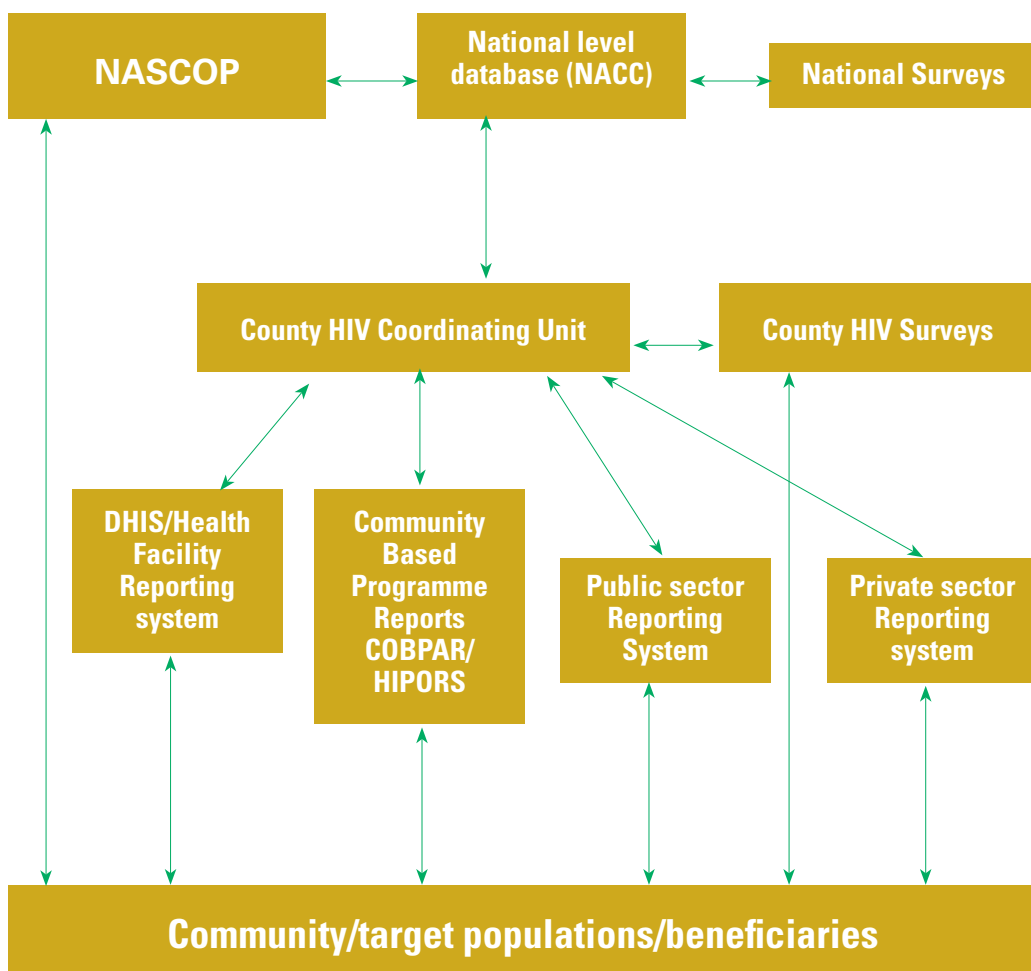 NASCOP
National level
database (NACC)
National Surveys
County HIV Coordinating Unit
County HIV Surveys
DHIS/Health
Facility
Reporting
system
Community
Based
Programme
Reports
COBPAR/
HIPORS
Public sector
Reporting
System
Private sector
Reporting
system
Community/target populations/beneficiaries